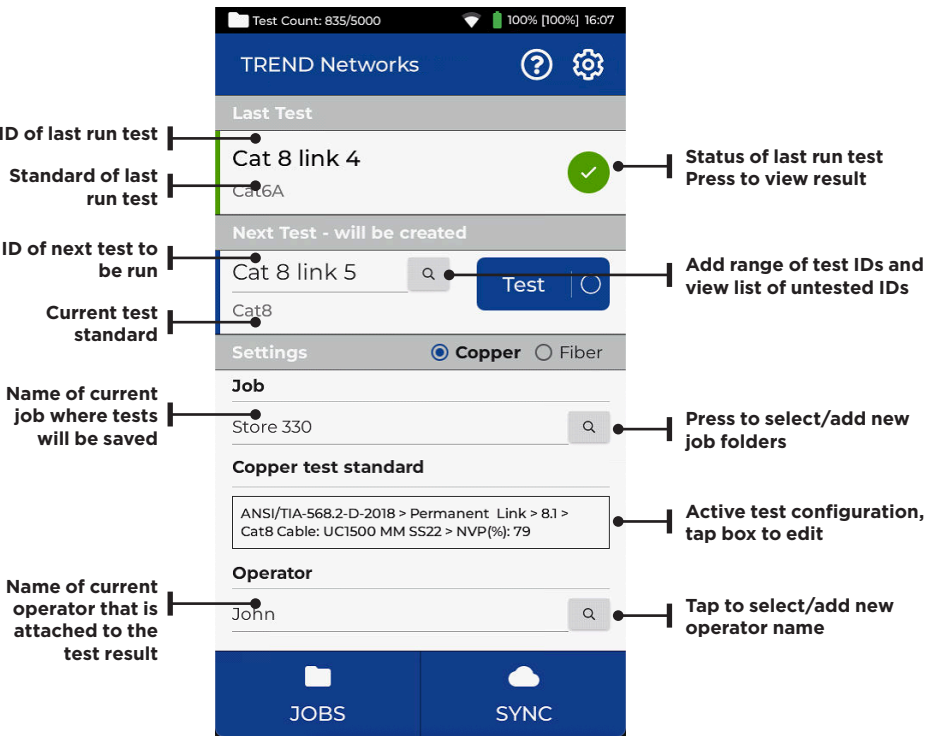 Test Count: 835/5000 100% [100%] 16:07
TREND Networks
Last Test
ID of last run test
Cat 8 link 4
Standard of last
run test
Cat6A
Status of last run test
Press to view result
Next Test - will be created
ID of next test to
be run
Cat 8 link 5
Test
Add range of test IDs and
view list of untested IDs
Current test
standard
Cat8
Settings Copper Fiber
Job
Name of current
job where tests
will be saved
Store 330
Press to select/add new
job folders
Copper test standard
ANSI/TIA-568.2-D-2018 > Permanent Link > 8.1 >
Cat8 Cable: UC1500 MM SS22 > NVP(%): 79
Active test configuration,
tap box to edit
Operator
Name of current
operator that is
attached to the
test result
John
Tap to select/add new
operator name
JOBS SYNC